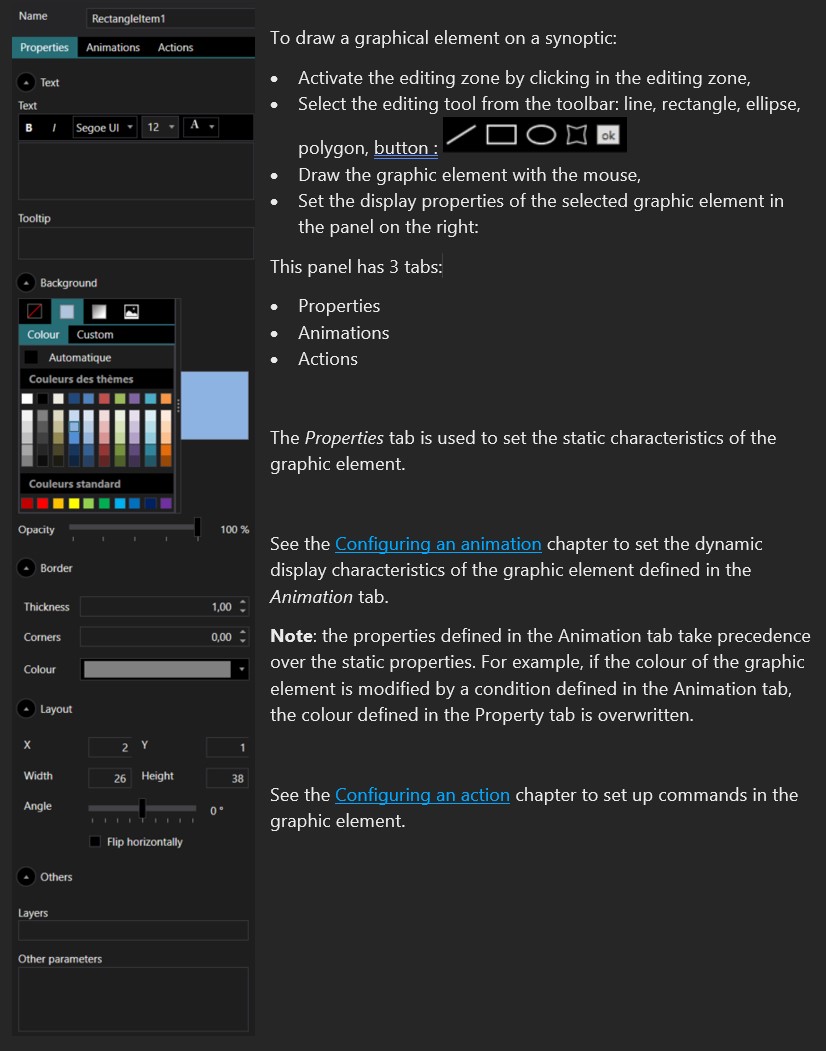 Name
RectangleItem1
Properties Animations Actions
Text
Text
B I Segoe UI 12 A
Tooltip
Background
Colour Custom
Automatique
Couleurs des thèmes
Couleurs standard
Opacity 100 %
Border
Thickness 1,00
Corners 0,00
Colour
Layout
X 2 Y 1
Width 26 Height 38
Angle 0 °
Flip horizontally
Others
Layers
Other parameters
To draw a graphical element on a synoptic:
• Activate the editing zone by clicking in the editing zone,
• Select the editing tool from the toolbar: line, rectangle, ellipse,
polygon, button : ok
• Draw the graphic element with the mouse,
• Set the display properties of the selected graphic element in
the panel on the right:
This panel has 3 tabs:
• Properties
• Animations
• Actions
The Properties tab is used to set the static characteristics of the
graphic element.
See the Configuring an animation chapter to set the dynamic
display characteristics of the graphic element defined in the
Animation tab.
Note: the properties defined in the Animation tab take precedence
over the static properties. For example, if the colour of the graphic
element is modified by a condition defined in the Animation tab,
the colour defined in the Property tab is overwritten.
See the Configuring an action chapter to set up commands in the
graphic element.